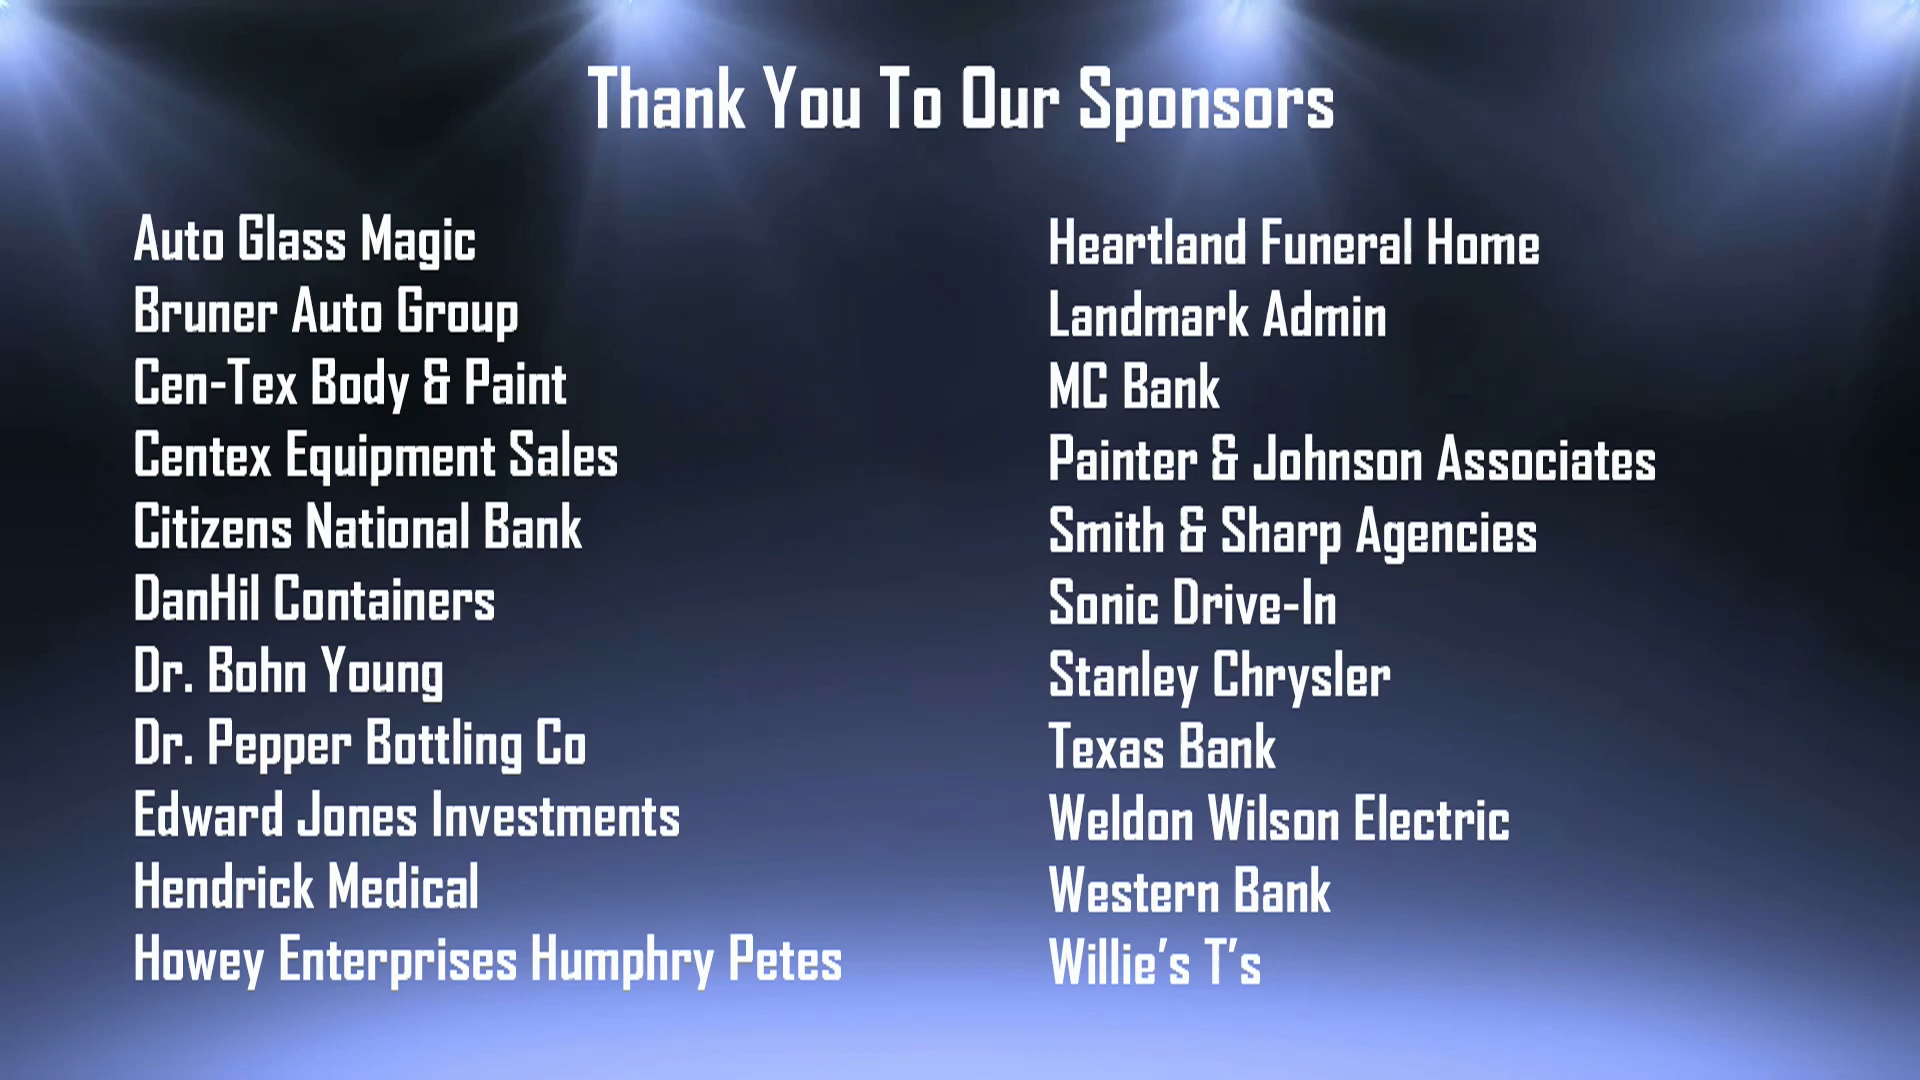 Thank You To Our Sponsors
Auto Glass Magic
Bruner Auto Group
Cen-Tex Body & Paint
Centex Equipment Sales
Citizens National Bank
DanHil Containers
Dr. Bohn Young
Dr. Pepper Bottling Co
Edward Jones Investments
Hendrick Medical
Howey Enterprises Humphry Petes
Heartland Funeral Home
Landmark Admin
MC Bank
Painter & Johnson Associates
Smith & Sharp Agencies
Sonic Drive-In
Stanley Chrysler
Texas Bank
Weldon Wilson Electric
Western Bank
Willie’s T’s